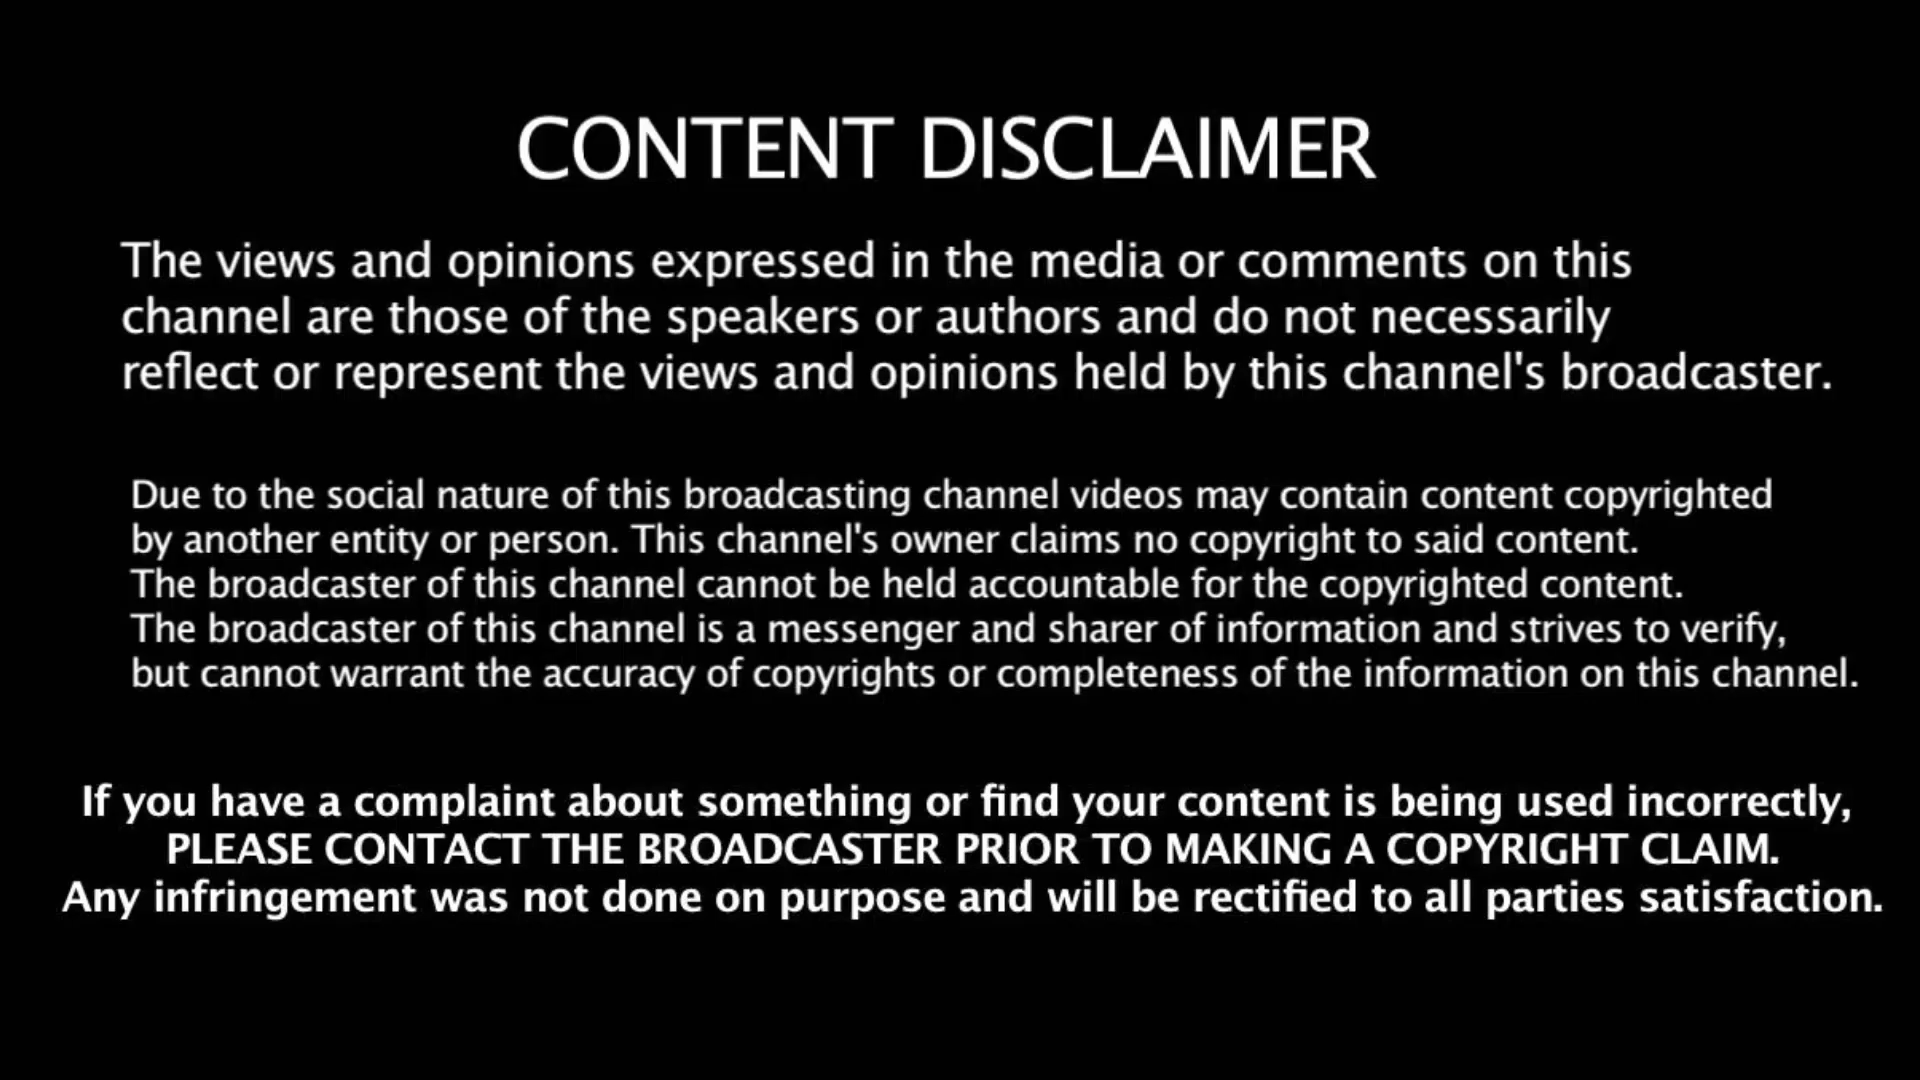 CONTENT DISCLAIMER
The views and opinions expressed in the media or comments on this
channel are those of the speakers or authors and do not necessarily
reflect or represent the views and opinions held by this channel's broadcaster.
Due to the social nature of this broadcasting channel videos may contain content copyrighted
by another entity or person. This channel's owner claims no copyright to said content.
The broadcaster of this channel cannot be held accountable for the copyrighted content.
The broadcaster of this channel is a messenger and sharer of information and strives to verify,
but cannot warrant the accuracy of copyrights or completeness of the information on this channel.
If you have a complaint about something or find your content is being used incorrectly,
PLEASE CONTACT THE BROADCASTER PRIOR TO MAKING A COPYRIGHT CLAIM.
Any infringement was not done on purpose and will be rectified to all parties satisfaction.